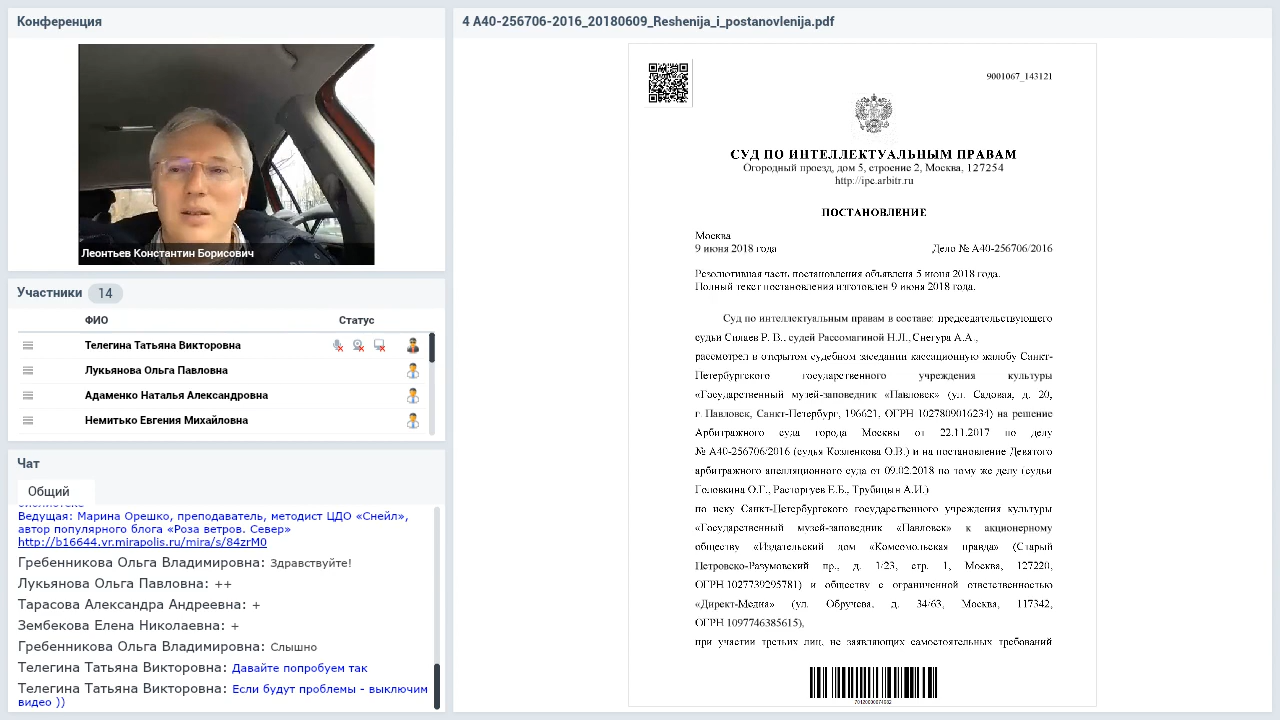 Конференция
Леонтьев Константин Борисович
Участники 14
ФИО Статус
Телегина Татьяна Викторовна
Лукьянова Ольга Павловна
Адаменко Наталья Александровна
Немитько Евгения Михайловна
Чат
Общий
Ведущая: Марина Орешко, преподаватель, методист ЦДО «Снейл»,
автор популярного блога «Роза ветров. Север»
http://b16644.vr.mirapolis.ru/mira/s/84zrM0
Гребенникова Ольга Владимировна: Здравствуйте!
Лукьянова Ольга Павловна: ++
Тарасова Александра Андреевна: +
Зембекова Елена Николаевна: +
Гребенникова Ольга Владимировна: Слышно
Телегина Татьяна Викторовна: Давайте попробуем так
Телегина Татьяна Викторовна: Если будут проблемы - выключим
видео ))
4 А40-256706-2016_20180609_Reshenija_i_postanovlenija.pdf
9001067_143121
СУД ПО ИНТЕЛЛЕКТУАЛЬНЫМ ПРАВАМ
Огородный проезд, дом 5, строение 2, Москва, 127254
http://ipc.arbitr.ru
ПОСТАНОВЛЕНИЕ
Москва
9 июня 2018 года Дело № А40-256706/2016
Резолютивная часть постановления объявлена 5 июня 2018 года.
Полный текст постановления изготовлен 9 июня 2018 года.
Суд по интеллектуальным правам в составе: председательствующего
судьи Силаев Р. В., судей Рассомагиной Н.Л., Снегура А.А.,
рассмотрел в открытом судебном заседании кассационную жалобу Санкт-
Петербургского государственного учреждения культуры
«Государственный музей-заповедник «Павловск» (ул. Садовая, д. 20,
г. Павловск, Санкт-Петербург, 196621, ОГРН 1027809016234) на решение
Арбитражного суда города Москвы от 22.11.2017 по делу
№ А40-256706/2016 (судья Козленкова О.В.) и на постановление Девятого
арбитражного апелляционного суда от 09.02.2018 по тому же делу (судьи
Головкина О.Г., Расторгуев Е.Б., Трубицын А.И.)
по иску Санкт-Петербургского государственного учреждения культуры
«Государственный музей-заповедник «Павловск» к акционерному
обществу «Издательский дом «Комсомольская правда» (Старый
Петровско-Разумовский пр., д. 1/23, стр. 1, Москва, 127220,
ОГРН 1027739295781) и обществу с ограниченной ответственностью
«Директ-Медиа» (ул. Обручева, д. 34/63, Москва, 117342,
ОГРН 1097746385615),
при участии третьих лиц, не заявляющих самостоятельных требований